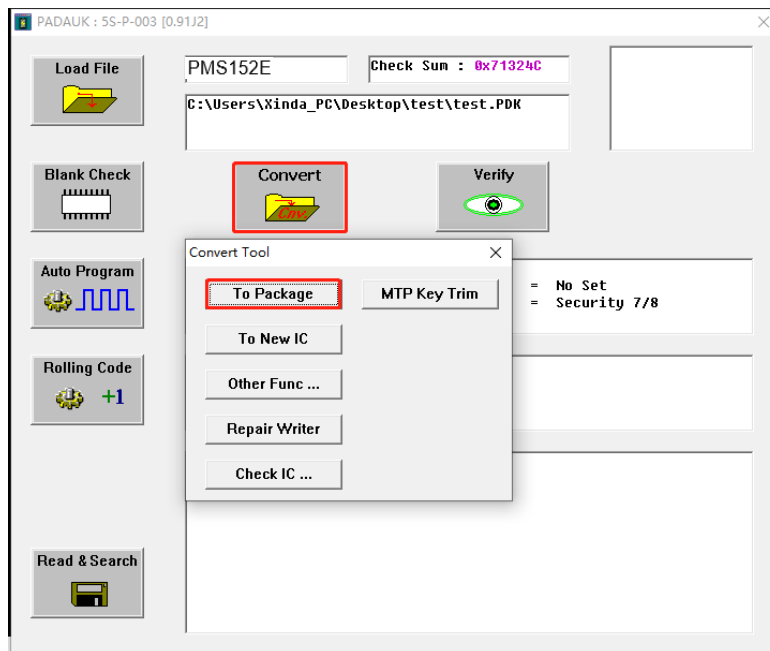 PADAUK : 5S-P-003 [0.91J2]
Load File
PMS152E
Check Sum : 0x71324C
C:\Users\Xinda_PC\Desktop\test\test.PDK
Blank Check
Convert
Cnv.
Verify
Convert Tool
Auto Program
To Package
MTP Key Trim
= No Set
= Security 7/8
To New IC
Rolling Code
+1
Other Func ...
Repair Writer
Check IC ...
Read & Search